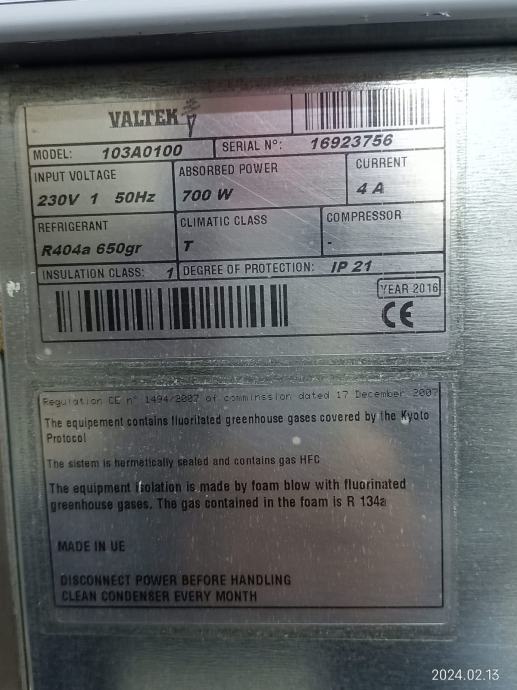 VALTEK
MODEL: 103A0100 SERIAL Nº: 16923756
INPUT VOLTAGE ABSORBED POWER CURRENT
230V 1 50Hz 700 W 4 A
REFRIGERANT CLIMATIC CLASS COMPRESSOR
R404a 650gr T -
INSULATION CLASS: 1 DEGREE OF PROTECTION: IP 21
YEAR 2016
CE
Regulation CE nº 1494/2007 of comminssion dated 17 December 2007
The equipement contains fluorilated greenhouse gases covered by the Kyoto
Protocol
The sistem is hermetically sealed and contains gas HFC
The equipment isolation is made by foam blow with fluorinated
greenhouse gases. The gas contained in the foam is R 134a
MADE IN UE
DISCONNECT POWER BEFORE HANDLING
CLEAN CONDENSER EVERY MONTH
2024.02.13